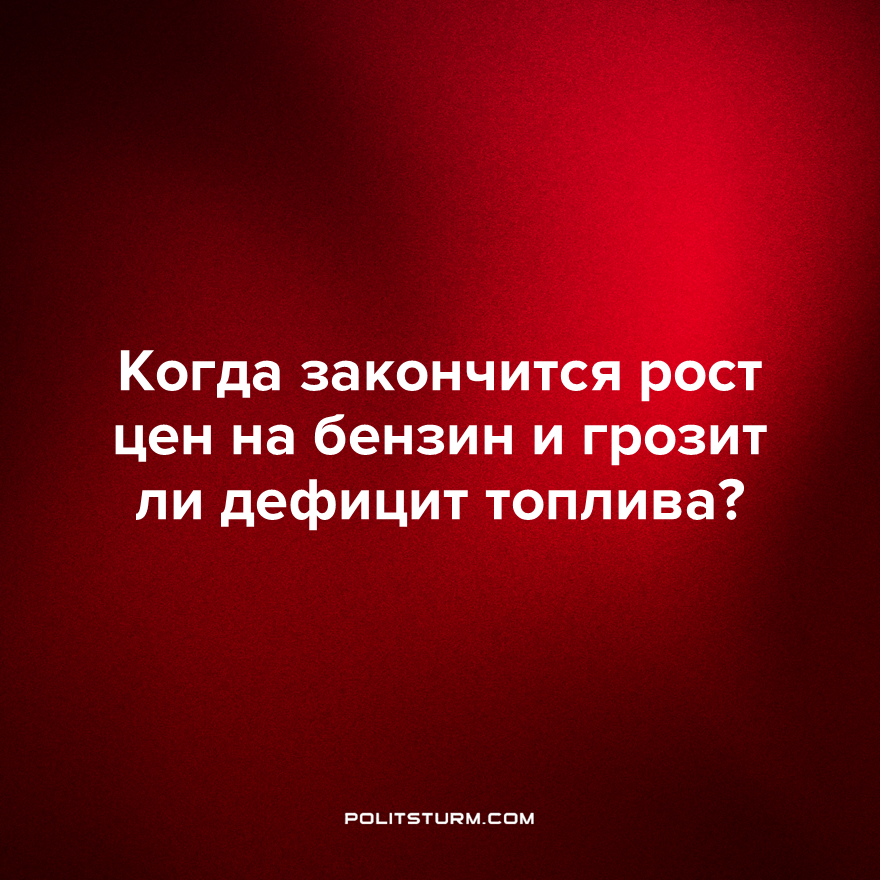 Когда закончится рост
цен на бензин и грозит
ли дефицит топлива?
POLITSTURM.COM